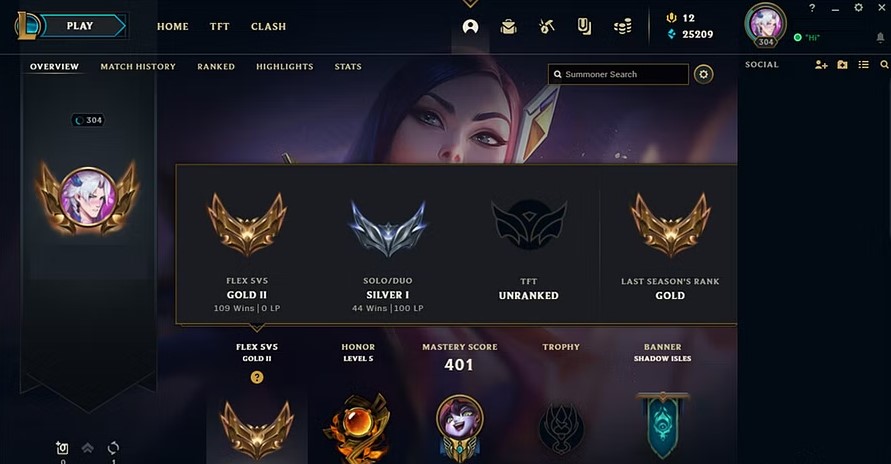 PLAY
HOME TFT CLASH
12
25209
?
304
"Hi"
OVERVIEW MATCH HISTORY RANKED HIGHLIGHTS STATS
Summoner Search
SOCIAL
304
FLEX 5V5
GOLD II
109 Wins | 0 LP
SOLO/DUO
SILVER I
44 Wins | 100 LP
TFT
UNRANKED
LAST SEASON'S RANK
GOLD
FLEX 5V5
GOLD II
?
HONOR
LEVEL 5
MASTERY SCORE
401
TROPHY
BANNER
SHADOW ISLES